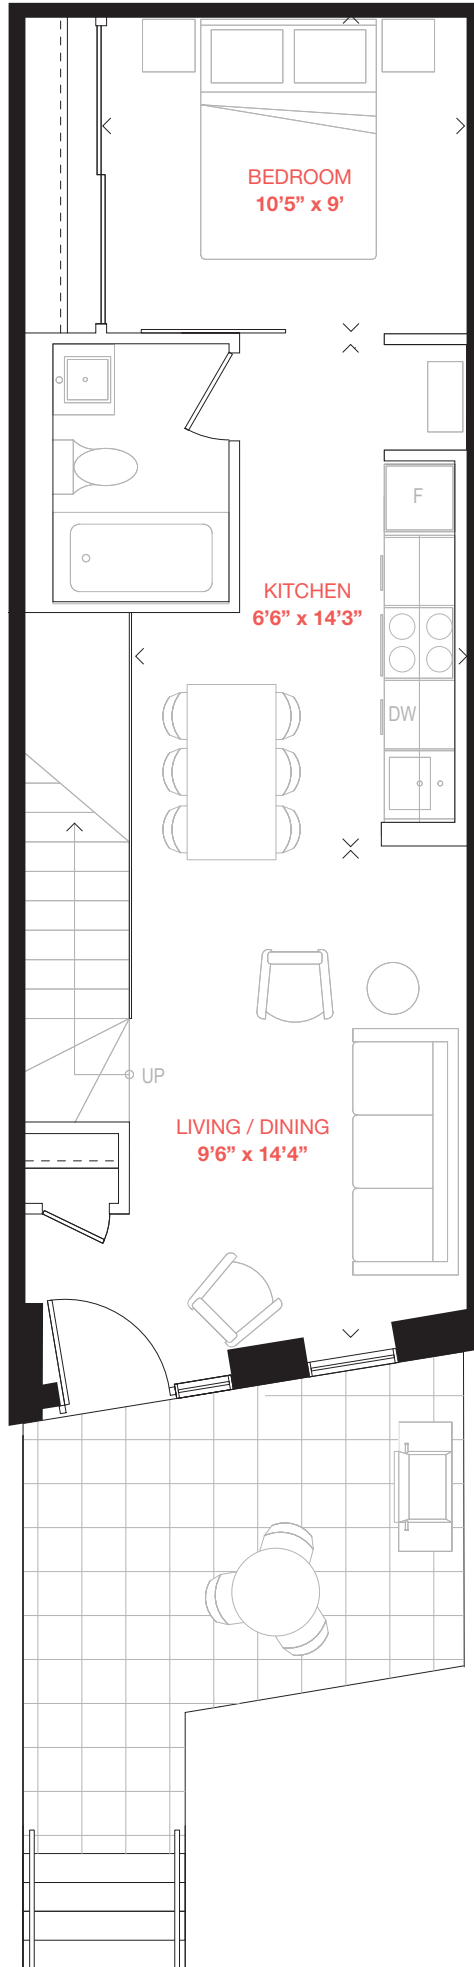 BEDROOM
10’5” x 9’
F
KITCHEN
6’6” x 14’3”
DW
UP
LIVING / DINING
9’6” x 14’4”